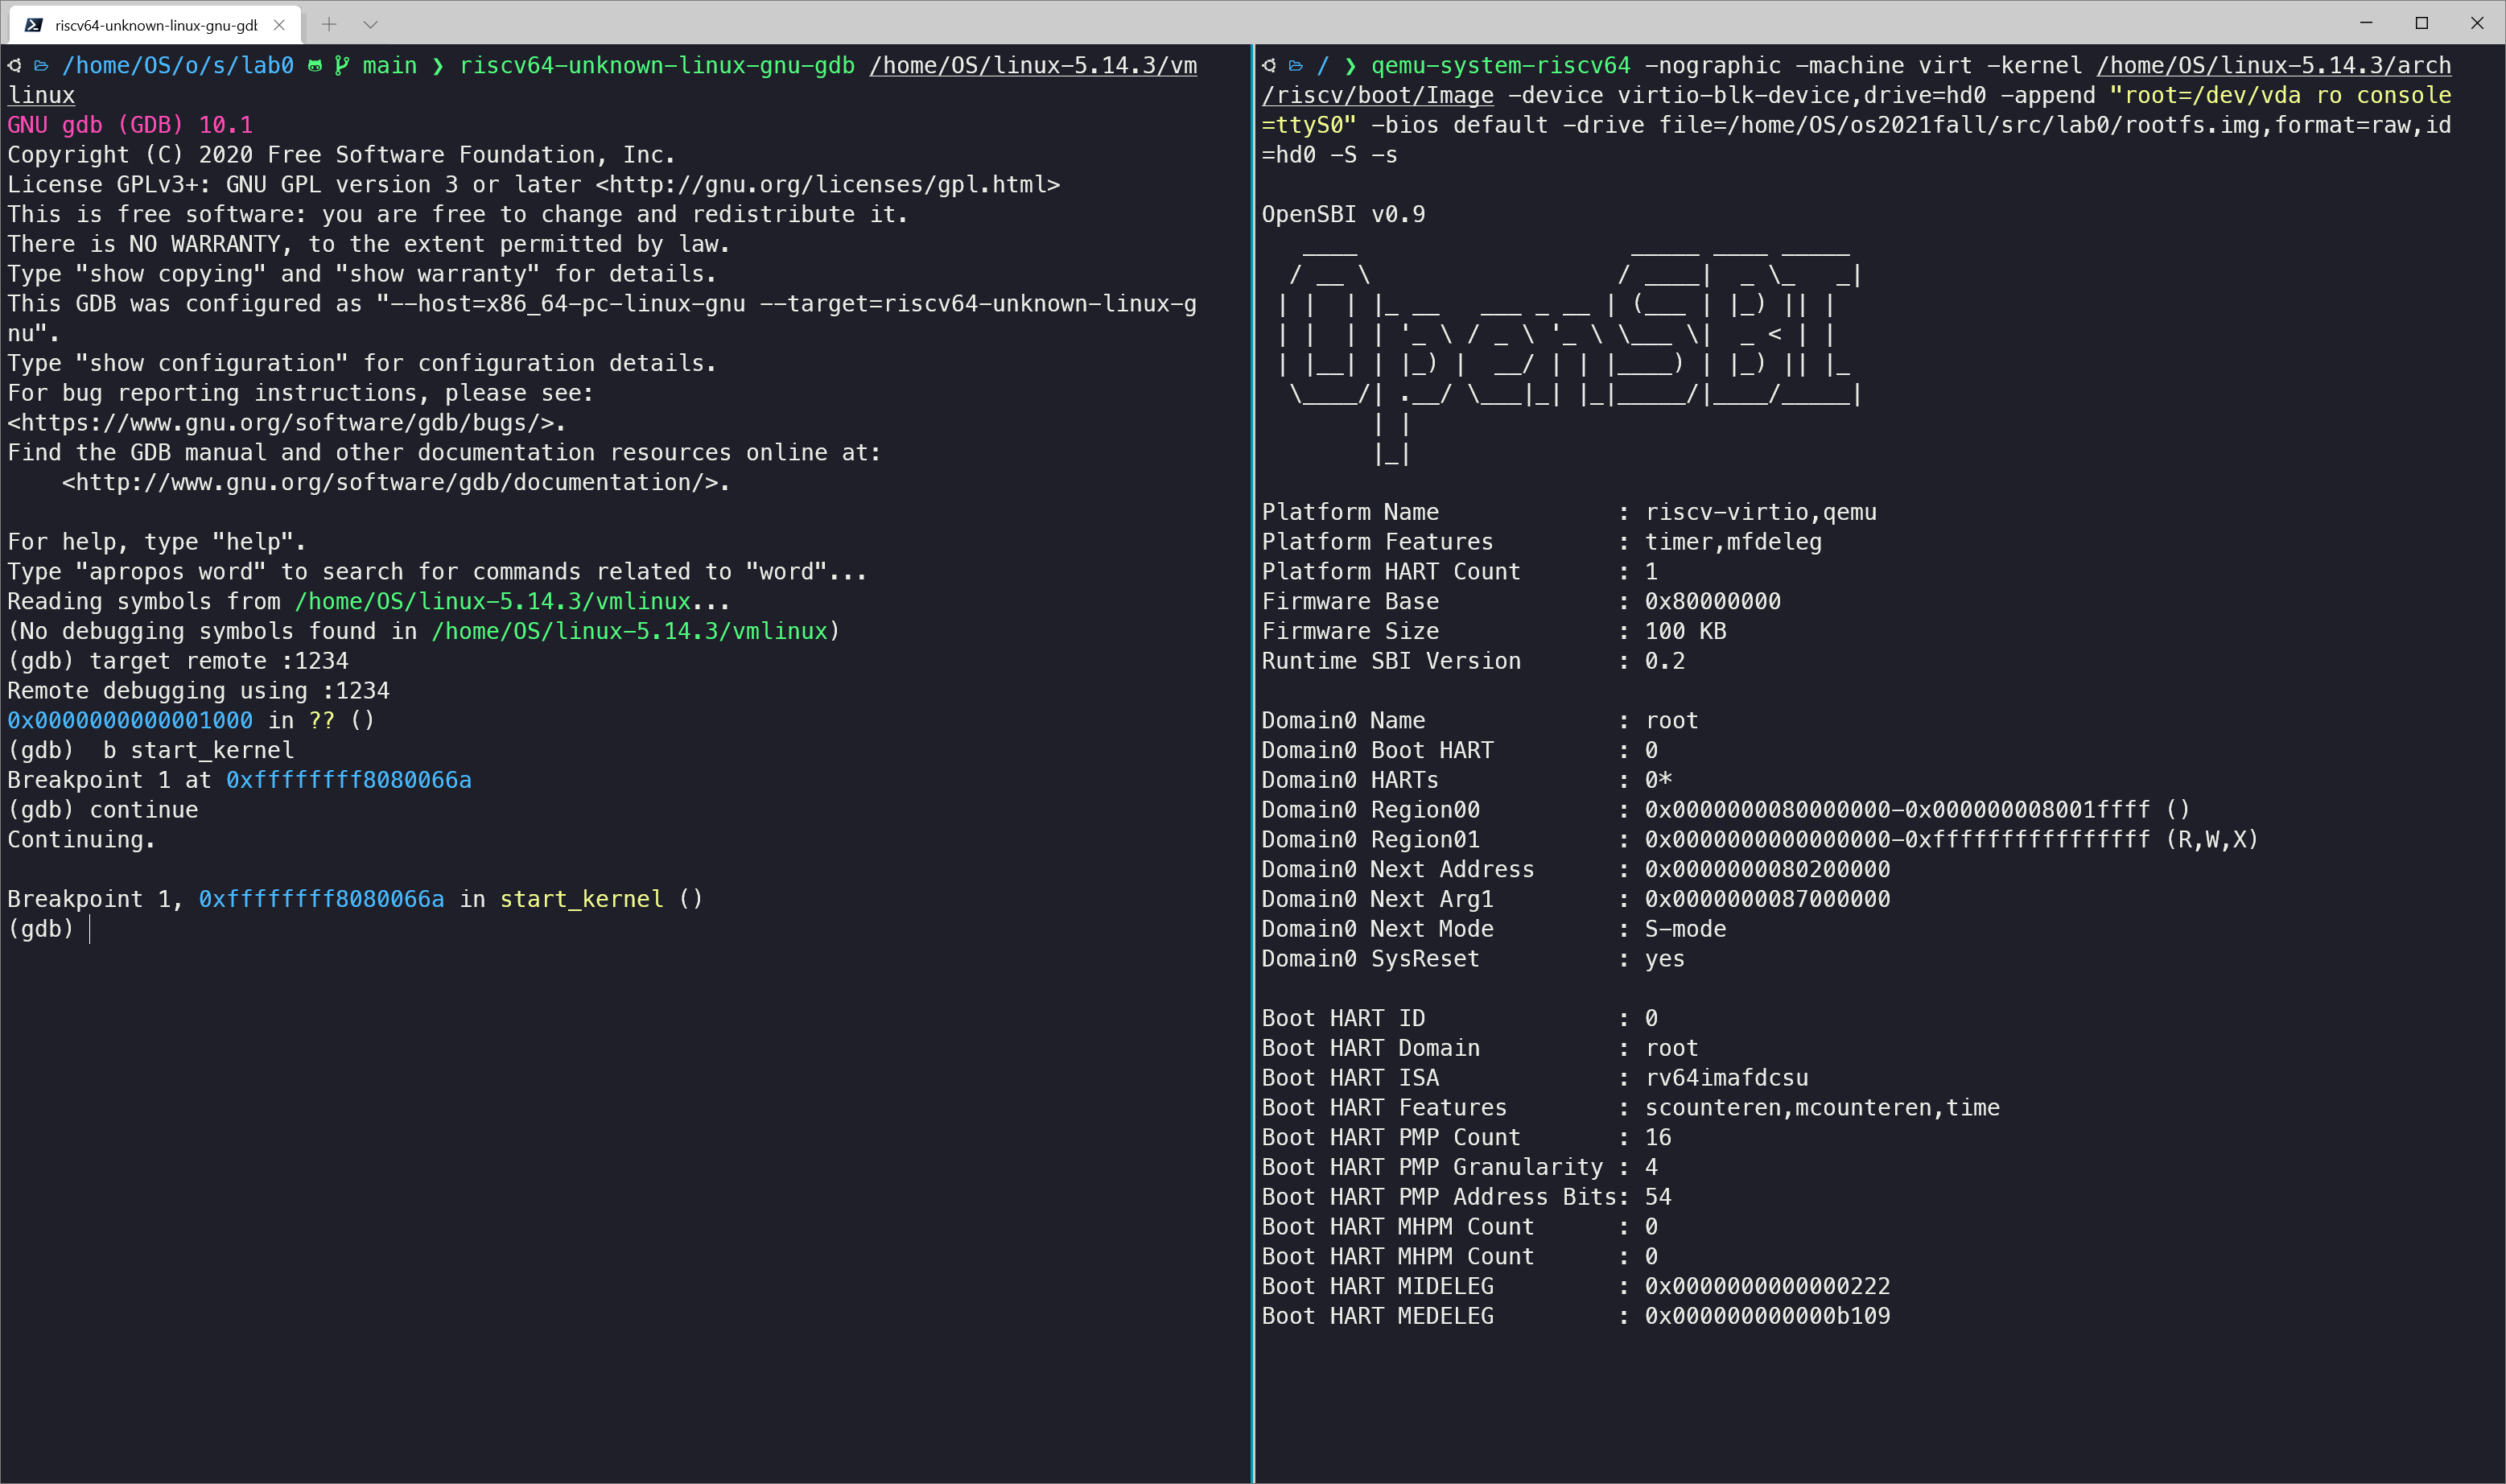 riscv64-unknown-linux-gnu-gdb
/home/OS/o/s/lab0 main ❯ riscv64-unknown-linux-gnu-gdb /home/OS/linux-5.14.3/vm
linux
GNU gdb (GDB) 10.1
Copyright (C) 2020 Free Software Foundation, Inc.
License GPLv3+: GNU GPL version 3 or later <http://gnu.org/licenses/gpl.html>
This is free software: you are free to change and redistribute it.
There is NO WARRANTY, to the extent permitted by law.
Type "show copying" and "show warranty" for details.
This GDB was configured as "--host=x86_64-pc-linux-gnu --target=riscv64-unknown-linux-g
nu".
Type "show configuration" for configuration details.
For bug reporting instructions, please see:
<https://www.gnu.org/software/gdb/bugs/>.
Find the GDB manual and other documentation resources online at:
    <http://www.gnu.org/software/gdb/documentation/>.
For help, type "help".
Type "apropos word" to search for commands related to "word"...
Reading symbols from /home/OS/linux-5.14.3/vmlinux...
(No debugging symbols found in /home/OS/linux-5.14.3/vmlinux)
(gdb) target remote :1234
Remote debugging using :1234
0x0000000000001000 in ?? ()
(gdb)  b start_kernel
Breakpoint 1 at 0xffffffff8080066a
(gdb) continue
Continuing.
Breakpoint 1, 0xffffffff8080066a in start_kernel ()
(gdb)
/ ❯ qemu-system-riscv64 -nographic -machine virt -kernel /home/OS/linux-5.14.3/arch
/riscv/boot/Image -device virtio-blk-device,drive=hd0 -append "root=/dev/vda ro console
=ttyS0" -bios default -drive file=/home/OS/os2021fall/src/lab0/rootfs.img,format=raw,id
=hd0 -S -s
OpenSBI v0.9
OpenSBI
Platform Name             : riscv-virtio,qemu
Platform Features         : timer,mfdeleg
Platform HART Count       : 1
Firmware Base             : 0x80000000
Firmware Size             : 100 KB
Runtime SBI Version       : 0.2
Domain0 Name              : root
Domain0 Boot HART         : 0
Domain0 HARTs             : 0*
Domain0 Region00          : 0x0000000080000000-0x000000008001ffff ()
Domain0 Region01          : 0x0000000000000000-0xffffffffffffffff (R,W,X)
Domain0 Next Address      : 0x0000000080200000
Domain0 Next Arg1         : 0x0000000087000000
Domain0 Next Mode         : S-mode
Domain0 SysReset          : yes
Boot HART ID              : 0
Boot HART Domain          : root
Boot HART ISA             : rv64imafdcsu
Boot HART Features        : scounteren,mcounteren,time
Boot HART PMP Count       : 16
Boot HART PMP Granularity : 4
Boot HART PMP Address Bits: 54
Boot HART MHPM Count      : 0
Boot HART MHPM Count      : 0
Boot HART MIDELEG         : 0x0000000000000222
Boot HART MEDELEG         : 0x000000000000b109